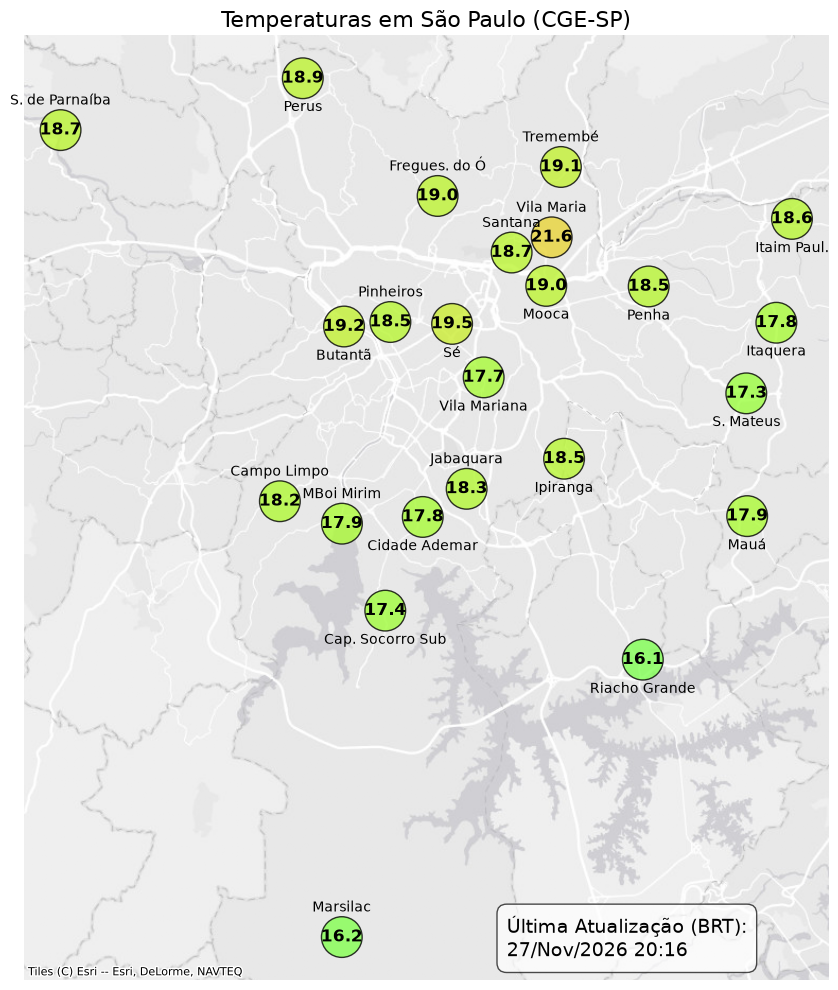 Temperaturas em São Paulo (CGE-SP)
18.9
Perus
S. de Parnaíba
18.7
Tremembé
19.1
Fregues. do Ó
19.0
Vila Maria
21.6
Santana
18.7
18.6
Itaim Paul.
19.0
Mooca
18.5
Penha
Pinheiros
18.5
19.2
Butantã
19.5
Sé
17.8
Itaquera
17.7
Vila Mariana
17.3
S. Mateus
Jabaquara
18.3
18.5
Ipiranga
Campo Limpo
18.2
MBoi Mirim
17.9
17.8
Cidade Ademar
17.9
Mauá
17.4
Cap. Socorro Sub
16.1
Riacho Grande
Marsilac
16.2
Última Atualização (BRT):
27/Nov/2026 20:16
Tiles (C) Esri -- Esri, DeLorme, NAVTEQ